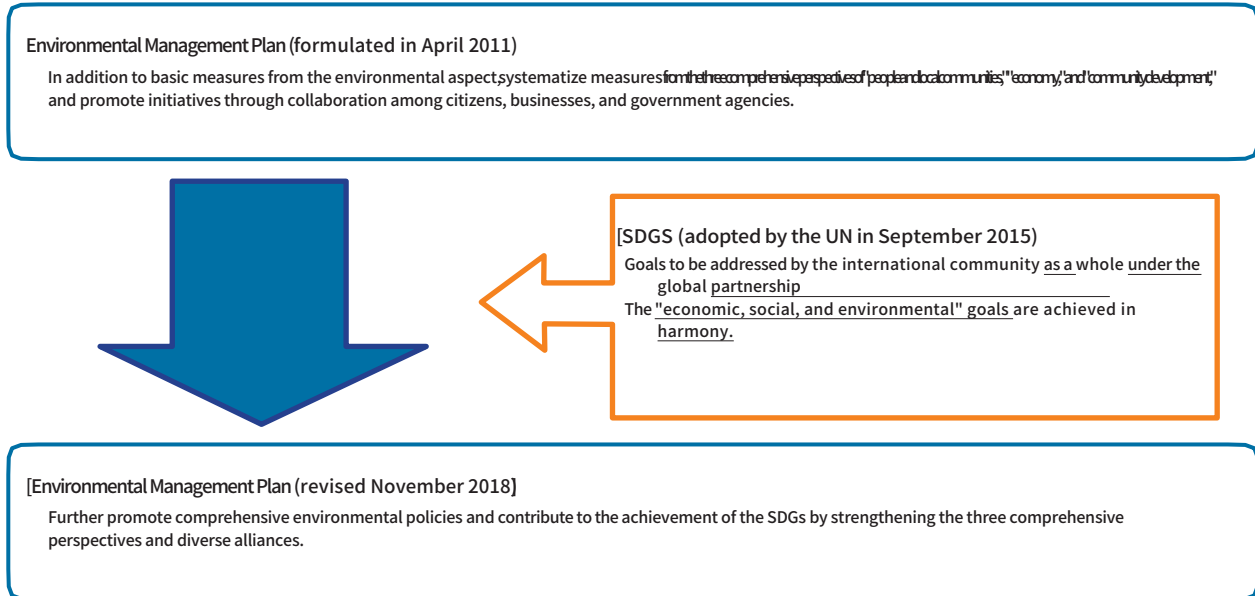 Environmental Management Plan (formulated in April 2011)
In addition to basic measures from the environmental aspect, systematize measures from the three comprehensive perspectives of "people and local communities," "economy," and "community development,"
and promote initiatives through collaboration among citizens, businesses, and government agencies.
[SDGS (adopted by the UN in September 2015)
Goals to be addressed by the international community as a whole under the
global partnership
The "economic, social, and environmental" goals are achieved in
harmony.
[Environmental Management Plan (revised November 2018]
Further promote comprehensive environmental policies and contribute to the achievement of the SDGs by strengthening the three comprehensive
perspectives and diverse alliances.